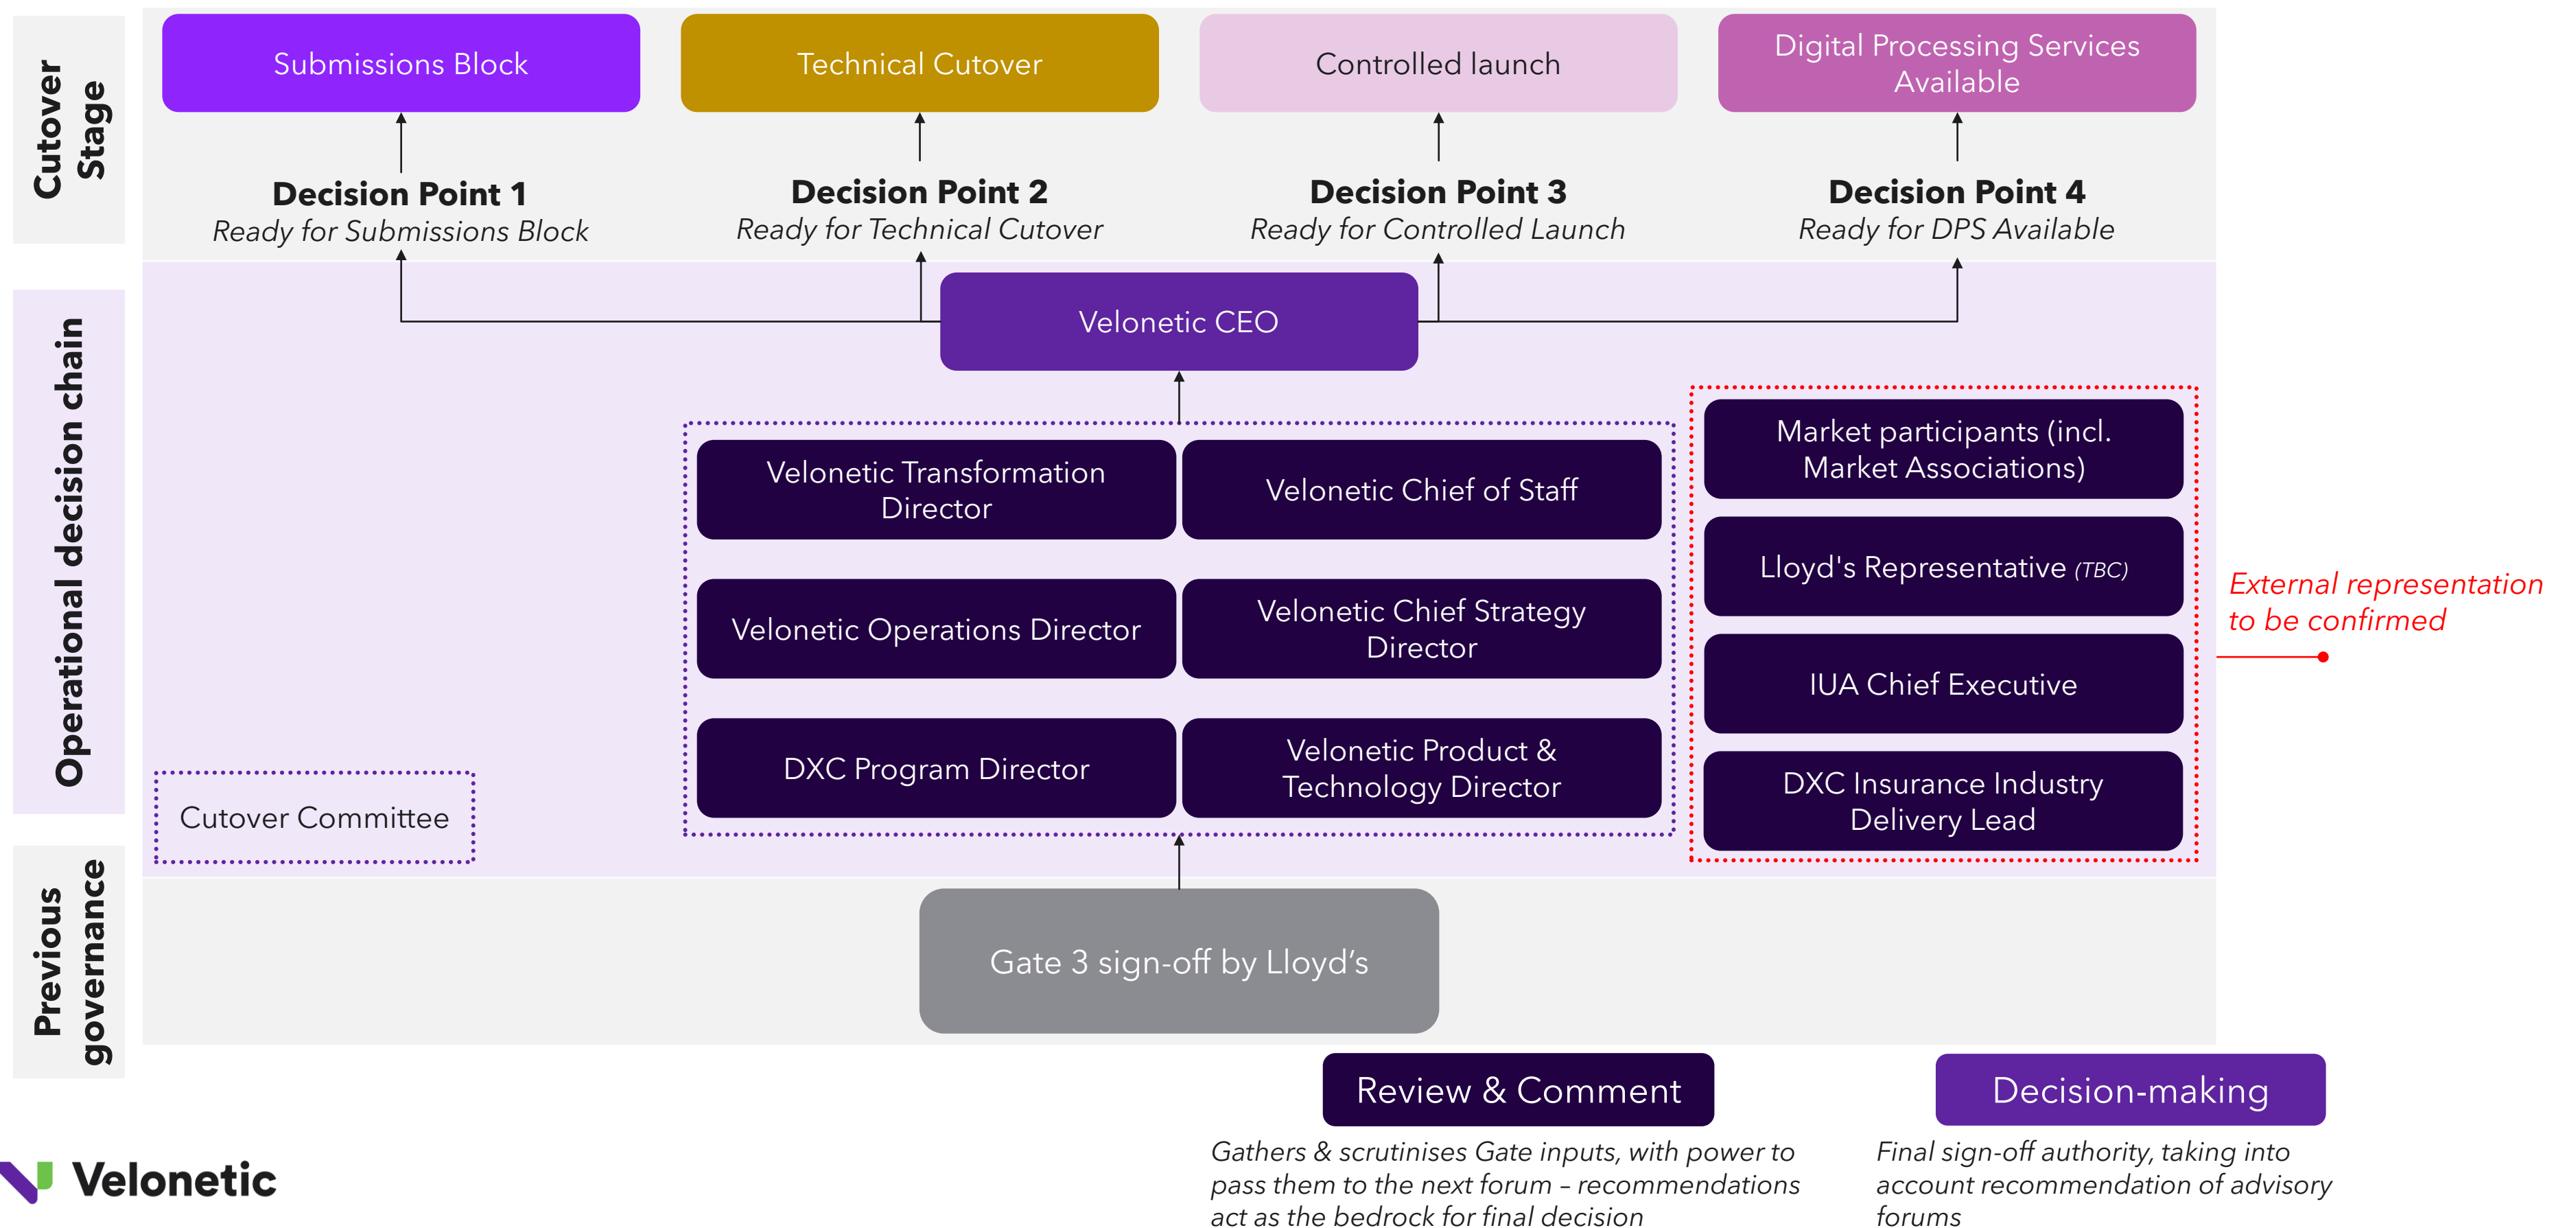 Cutover
Stage
Submissions Block
Technical Cutover
Controlled launch
Digital Processing Services
Available
Decision Point 1
Ready for Submissions Block
Decision Point 2
Ready for Technical Cutover
Decision Point 3
Ready for Controlled Launch
Decision Point 4
Ready for DPS Available
Operational decision chain
Velonetic CEO
Velonetic Transformation
Director
Velonetic Chief of Staff
Velonetic Operations Director
Velonetic Chief Strategy
Director
DXC Program Director
Velonetic Product &
Technology Director
Market participants (incl.
Market Associations)
Lloyd's Representative (TBC)
IUA Chief Executive
DXC Insurance Industry
Delivery Lead
External representation
to be confirmed
Cutover Committee
Previous
governance
Gate 3 sign-off by Lloyd’s
Review & Comment
Gathers & scrutinises Gate inputs, with power to
pass them to the next forum – recommendations
act as the bedrock for final decision
Decision-making
Final sign-off authority, taking into
account recommendation of advisory
forums
Velonetic